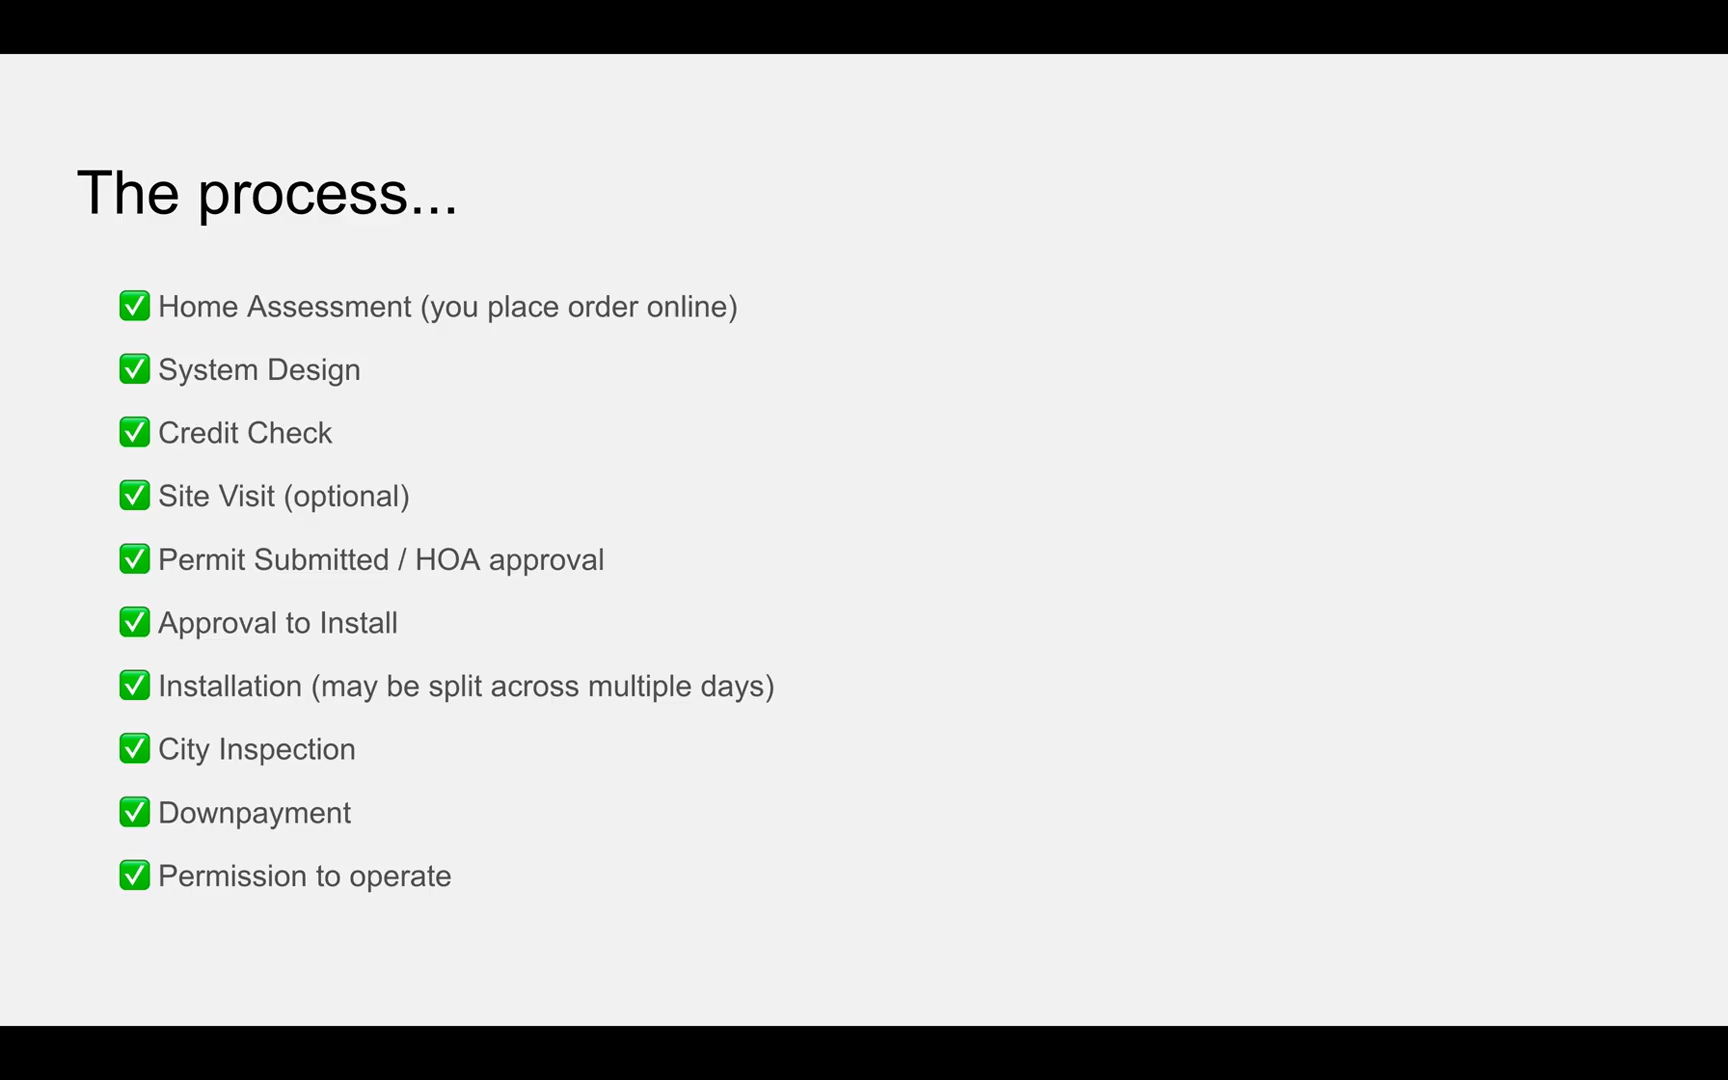 The process...
✅ Home Assessment (you place order online)
✅ System Design
✅ Credit Check
✅ Site Visit (optional)
✅ Permit Submitted / HOA approval
✅ Approval to Install
✅ Installation (may be split across multiple days)
✅ City Inspection
✅ Downpayment
✅ Permission to operate